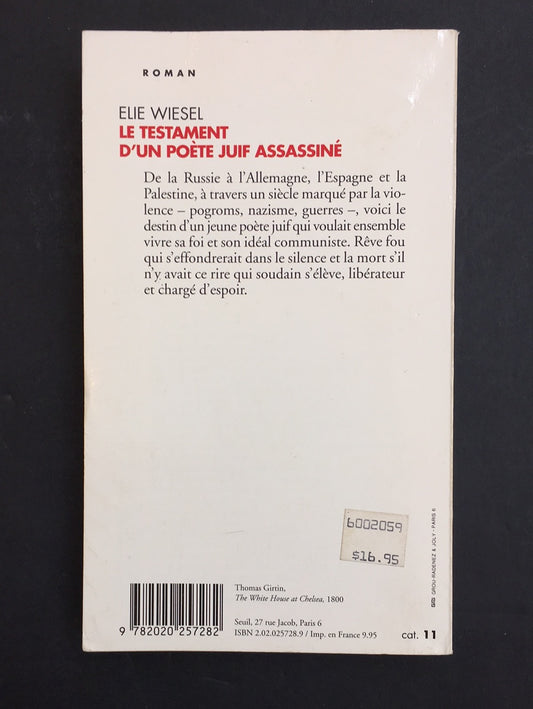 ROMAN
ELIE WIESEL
LE TESTAMENT
D'UN POÈTE JUIF ASSASSINÉ
De la Russie à l'Allemagne, l'Espagne et la
Palestine, à travers un siècle marqué par la vio-
lence – pogroms, nazisme, guerres –, voici le
destin d'un jeune poète juif qui voulait ensemble
vivre sa foi et son idéal communiste. Rêve fou
qui s'effondrerait dans le silence et la mort s'il
n'y avait ce rire qui soudain s'élève, libérateur
et chargé d'espoir.
6002059
$16.95
GROU-RADENEZ & JOLY - PARIS 6
Thomas Girtin,
The White House at Chelsea, 1800
Seuil, 27 rue Jacob, Paris 6
ISBN 2.02.025728.9 / Imp. en France 9.95
9 782020 257282
cat. 11